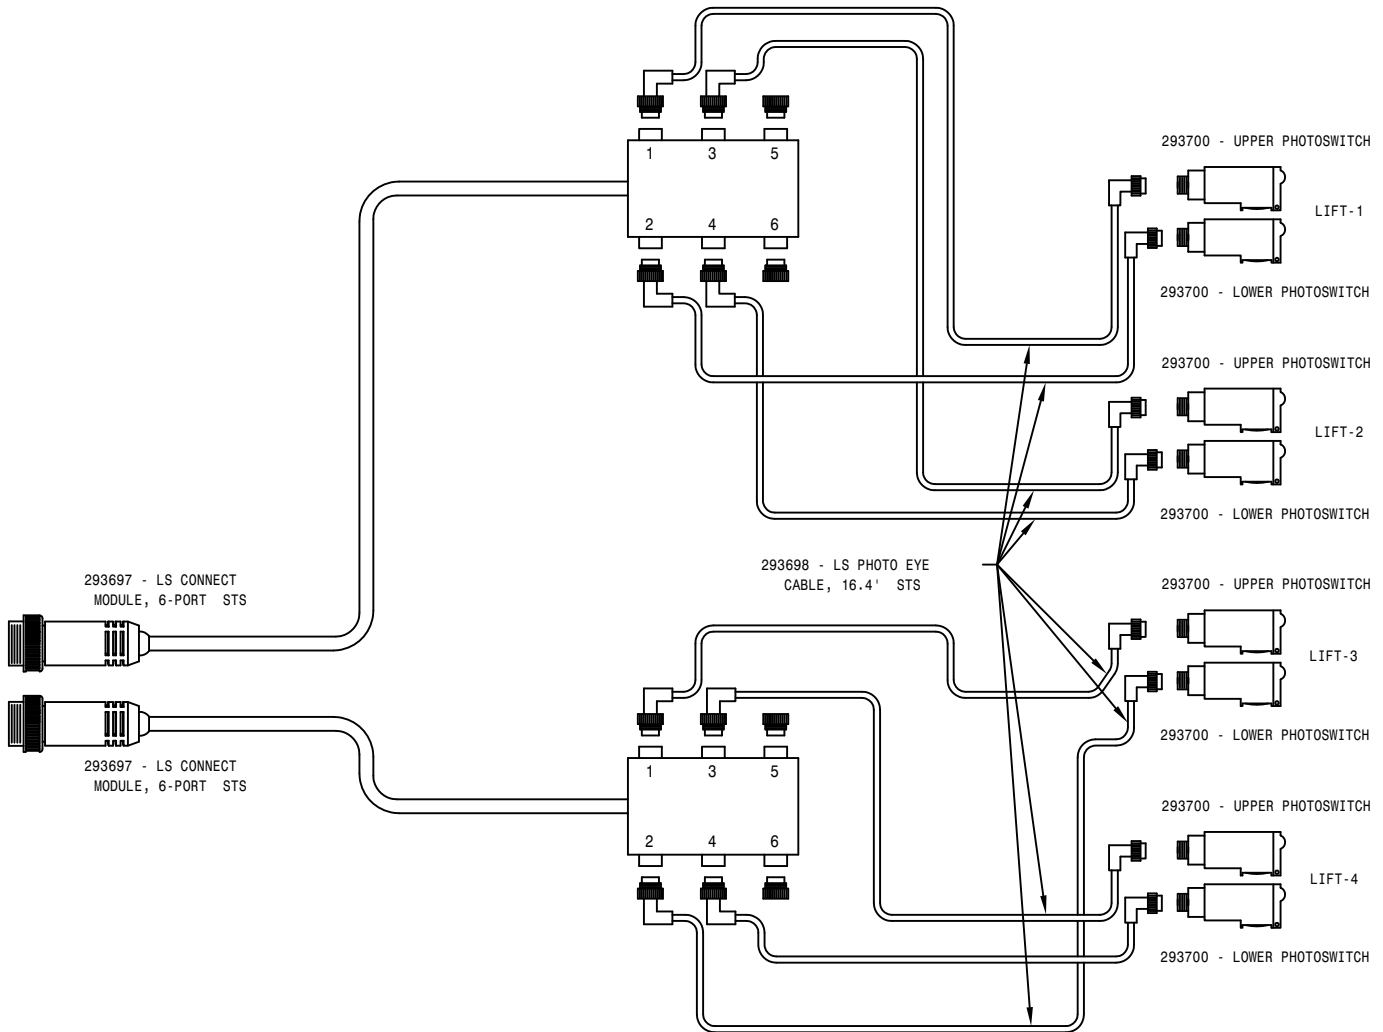 1 3 5
2 4 6
293700 - UPPER PHOTOSWITCH
LIFT-1
293700 - LOWER PHOTOSWITCH
293700 - UPPER PHOTOSWITCH
LIFT-2
293700 - LOWER PHOTOSWITCH
293698 - LS PHOTO EYE
CABLE, 16.4' STS
293697 - LS CONNECT
MODULE, 6-PORT STS
293697 - LS CONNECT
MODULE, 6-PORT STS
293700 - UPPER PHOTOSWITCH
LIFT-3
293700 - LOWER PHOTOSWITCH
1 3 5
2 4 6
293700 - UPPER PHOTOSWITCH
LIFT-4
293700 - LOWER PHOTOSWITCH